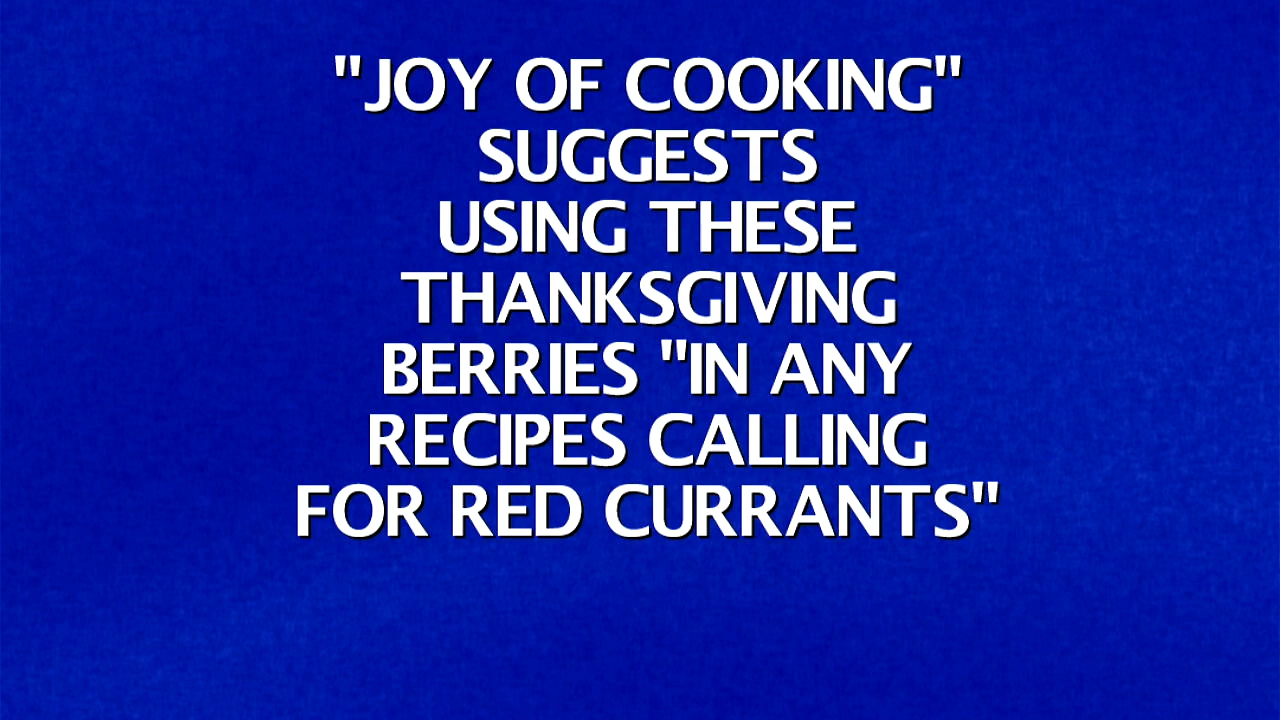 "JOY OF COOKING"
SUGGESTS
USING THESE
THANKSGIVING
BERRIES "IN ANY
RECIPES CALLING
FOR RED CURRANTS"